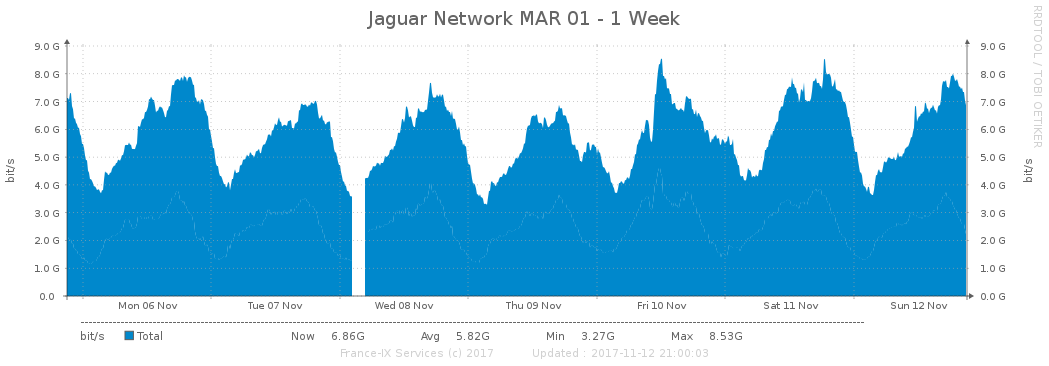 Jaguar Network MAR 01 - 1 Week
RRDTOOL / TOBI OETIKER
bit/s
9.0 G
8.0 G
7.0 G
6.0 G
5.0 G
4.0 G
3.0 G
2.0 G
1.0 G
0.0
9.0 G
8.0 G
7.0 G
6.0 G
5.0 G
4.0 G
3.0 G
2.0 G
1.0 G
0.0 G
bit/s
Mon 06 Nov Tue 07 Nov Wed 08 Nov Thu 09 Nov Fri 10 Nov Sat 11 Nov Sun 12 Nov
bit/s Total Now 6.86G Avg 5.82G Min 3.27G Max 8.53G
France-IX Services (c) 2017 Updated : 2017-11-12 21:00:03